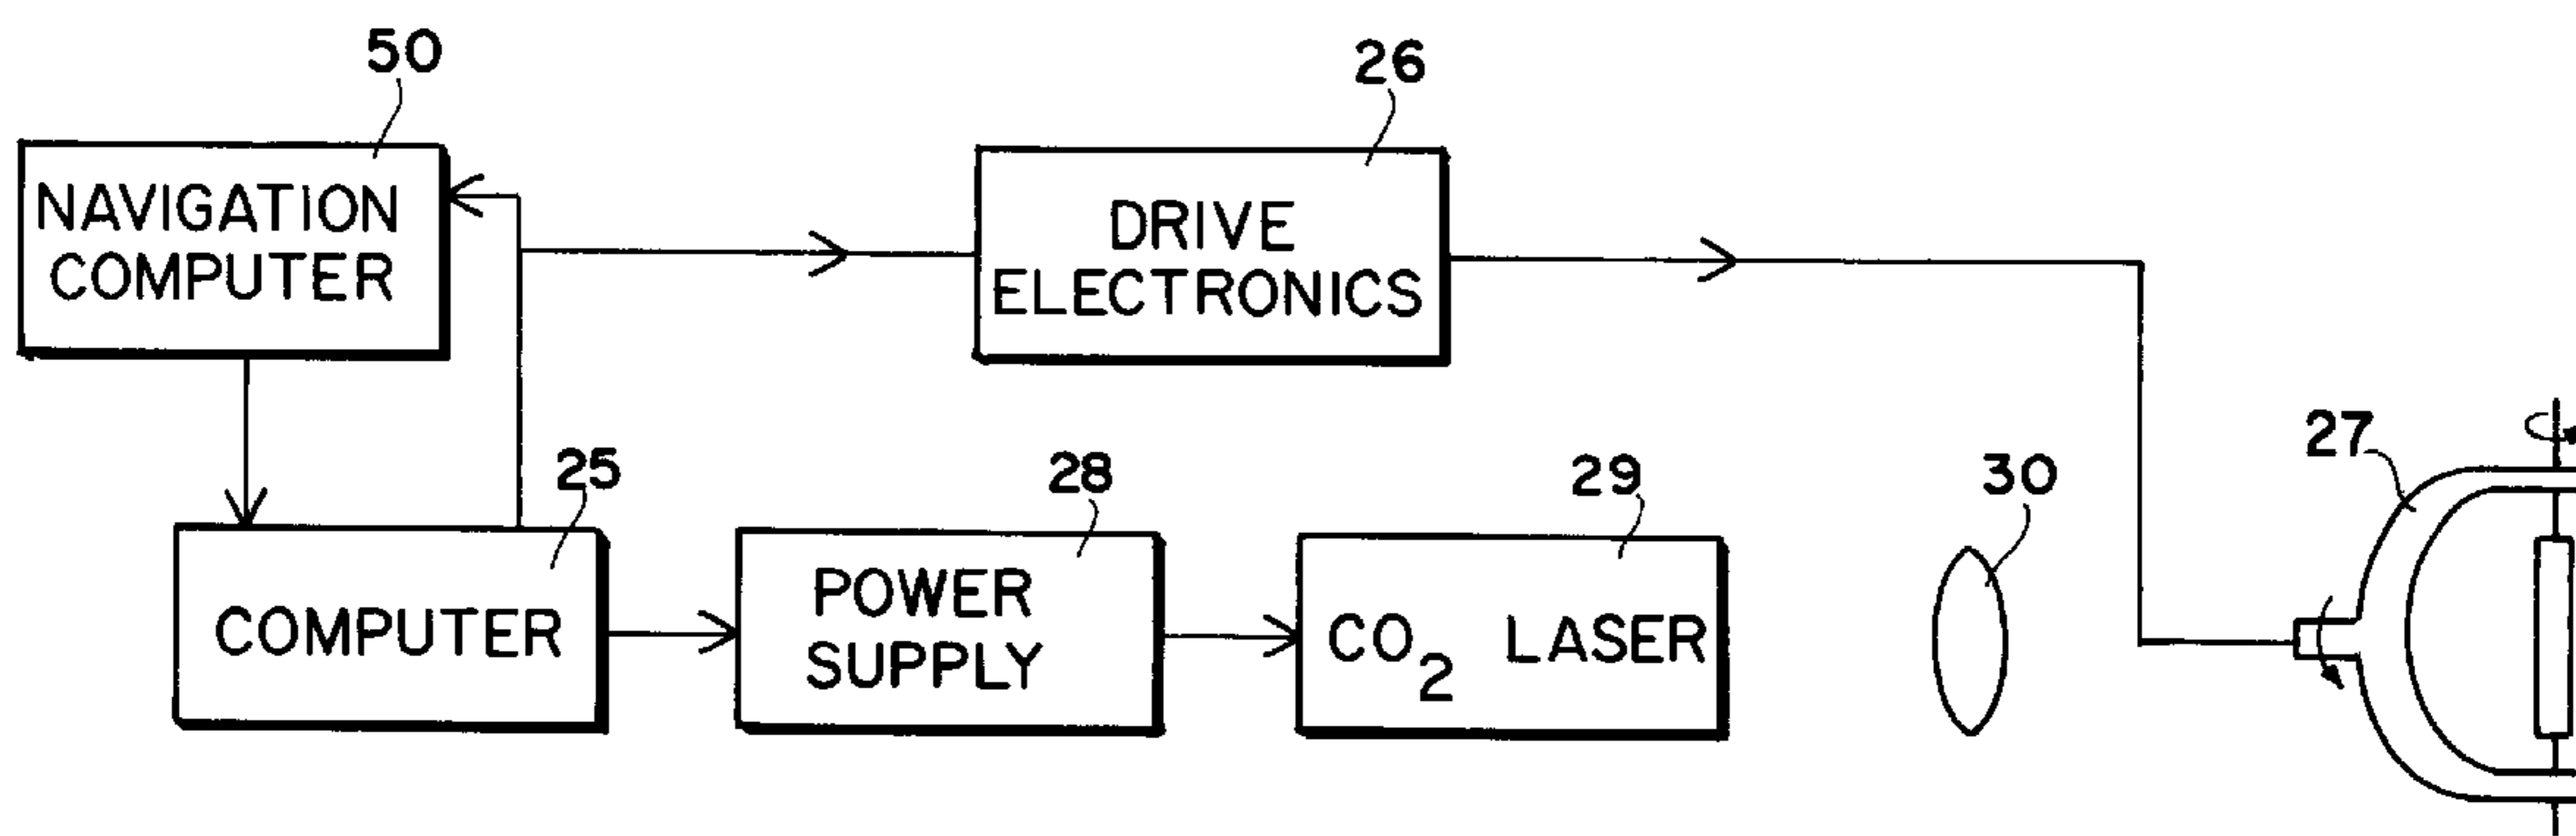 50
26
NAVIGATION
COMPUTER
DRIVE
ELECTRONICS
25
28
29
30
27
COMPUTER
POWER
SUPPLY
CO2 LASER